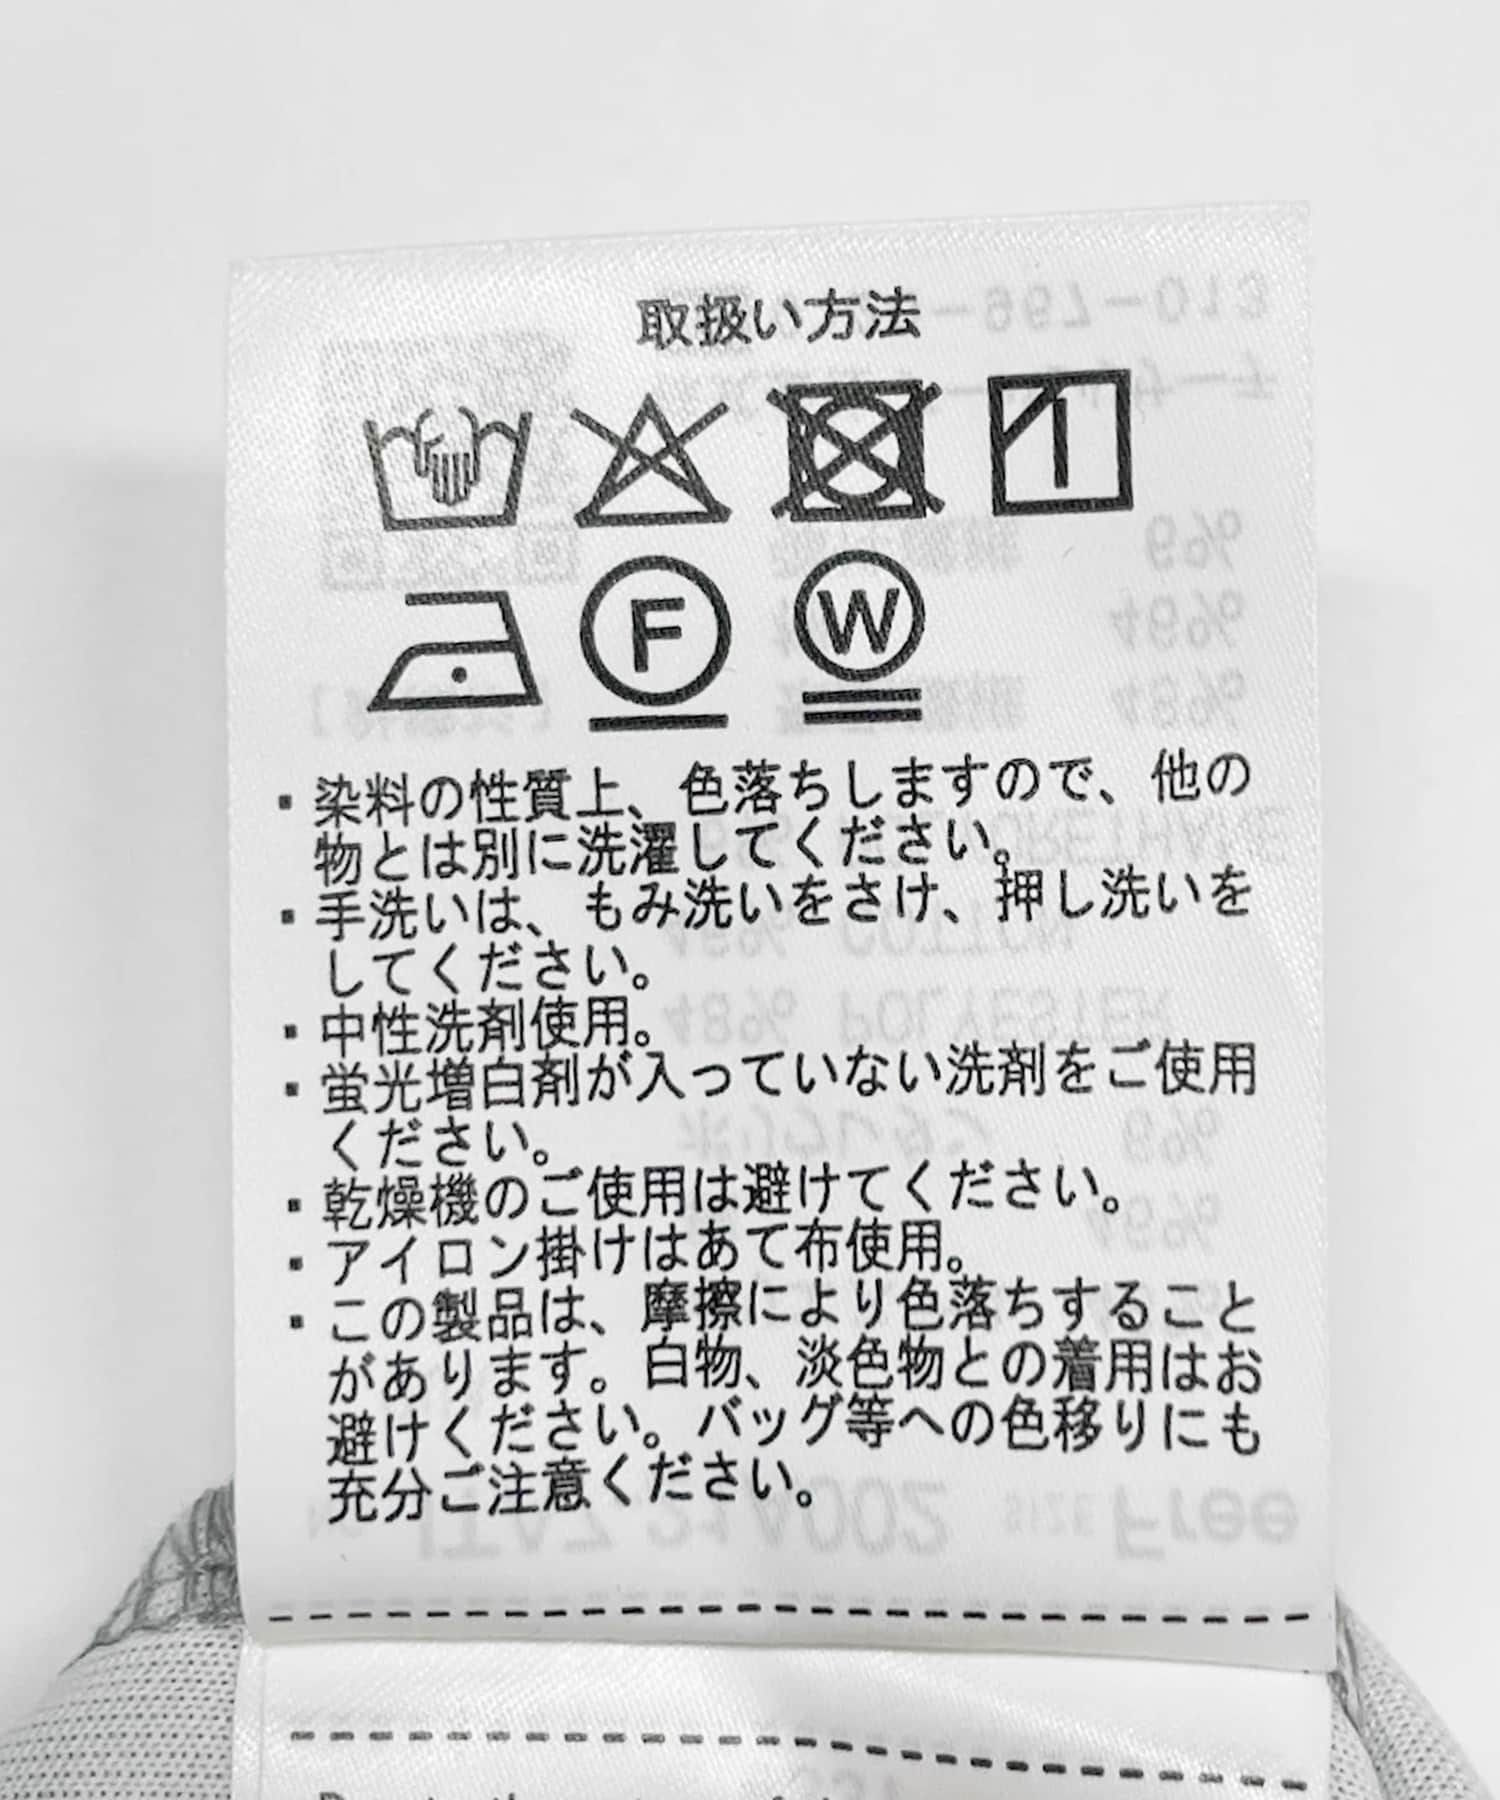 取扱い方法
F
W
・染料の性質上、色落ちしますので、他の
物とは別に洗濯してください。
・手洗いは、もみ洗いをさけ、押し洗いを
してください。
・中性洗剤使用。
・蛍光増白剤が入っていない洗剤をご使用
ください。
・乾燥機のご使用は避けてください。
・アイロン掛けはあて布使用。
・この製品は、摩擦により色落ちすること
があります。白物、淡色物との着用はお
避けください。バッグ等への色移りにも
充分ご注意ください。